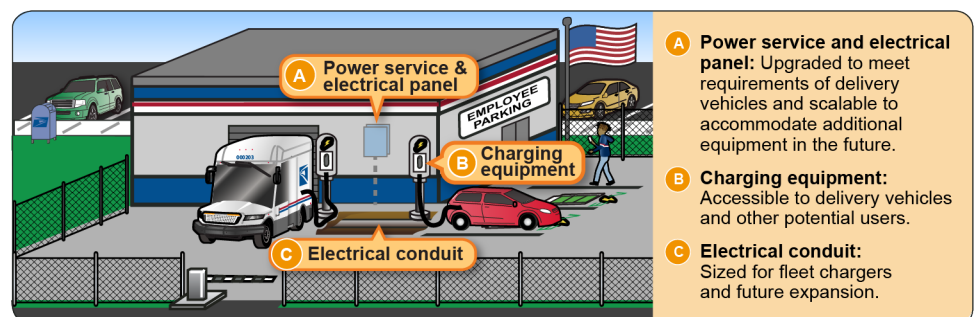 A Power service &
electrical panel
EMPLOYEE
PARKING
B Charging
equipment
000203
C Electrical conduit
A Power service and electrical
panel: Upgraded to meet
requirements of delivery
vehicles and scalable to
accommodate additional
equipment in the future.
B Charging equipment:
Accessible to delivery vehicles
and other potential users.
C Electrical conduit:
Sized for fleet chargers
and future expansion.